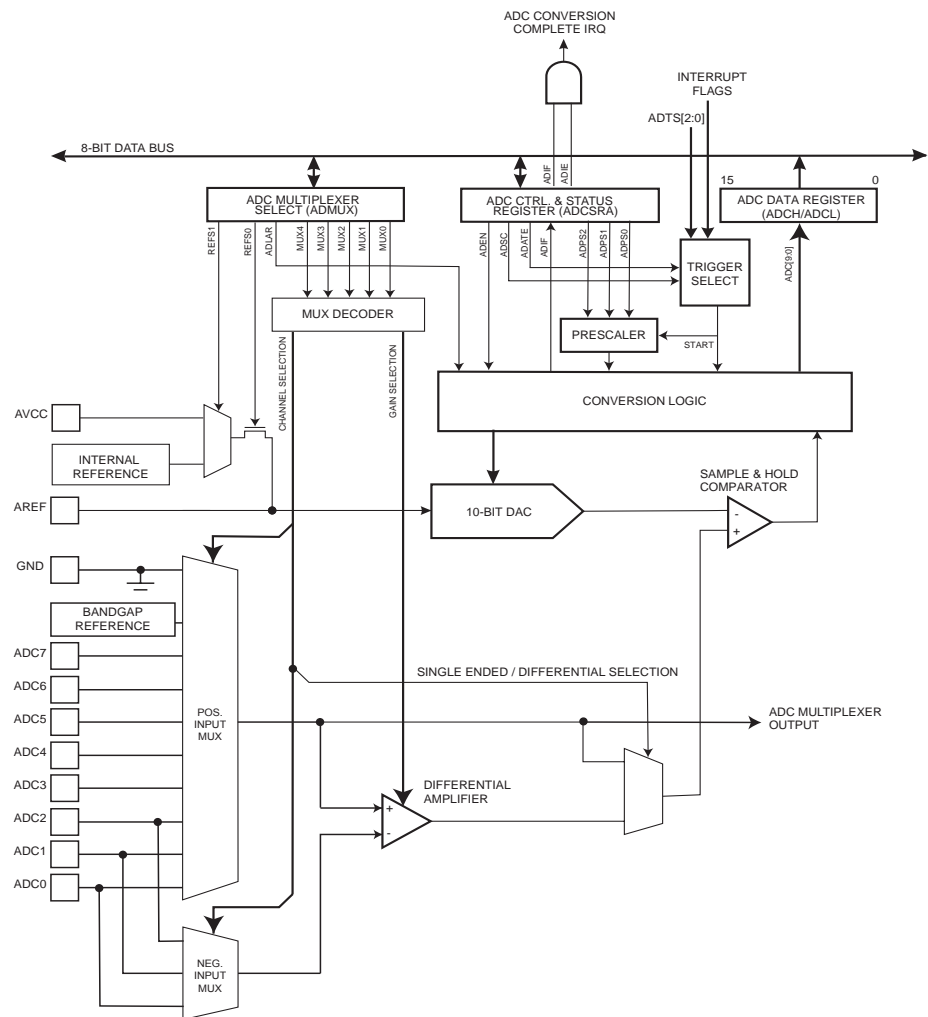 ADC CONVERSION
COMPLETE IRQ
INTERRUPT
FLAGS
ADTS[2:0]
8-BIT DATA BUS
ADIF
ADIE
15
0
ADC MULTIPLEXER
SELECT (ADMUX)
ADC CTRL. & STATUS
REGISTER (ADCSRA)
ADC DATA REGISTER
(ADCH/ADCL)
REFS1
REFS0
ADLAR
MUX4
MUX3
MUX2
MUX1
MUX0
ADEN
ADSC
ADATE
ADIF
ADPS2
ADPS1
ADPS0
ADC[9:0]
TRIGGER
SELECT
MUX DECODER
PRESCALER
START
CHANNEL SELECTION
GAIN SELECTION
CONVERSION LOGIC
AVCC
INTERNAL
REFERENCE
SAMPLE & HOLD
COMPARATOR
AREF
10-BIT DAC
-
+
GND
BANDGAP
REFERENCE
ADC7
SINGLE ENDED / DIFFERENTIAL SELECTION
ADC6
ADC5
POS.
INPUT
MUX
ADC MULTIPLEXER
OUTPUT
ADC4
ADC3
DIFFERENTIAL
AMPLIFIER
+
-
ADC2
ADC1
ADC0
NEG.
INPUT
MUX